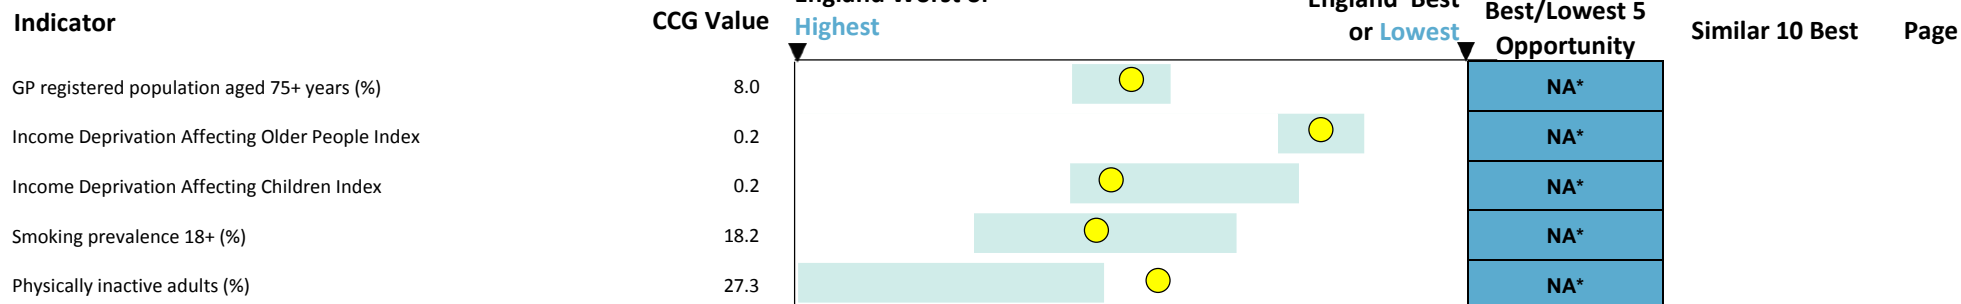 Indicator
CCG Value
Highest
England Best
or Lowest
Best/Lowest 5
Opportunity
Similar 10 Best
Page
GP registered population aged 75+ years (%)
8.0
NA*
Income Deprivation Affecting Older People Index
0.2
NA*
Income Deprivation Affecting Children Index
0.2
NA*
Smoking prevalence 18+ (%)
18.2
NA*
Physically inactive adults (%)
27.3
NA*